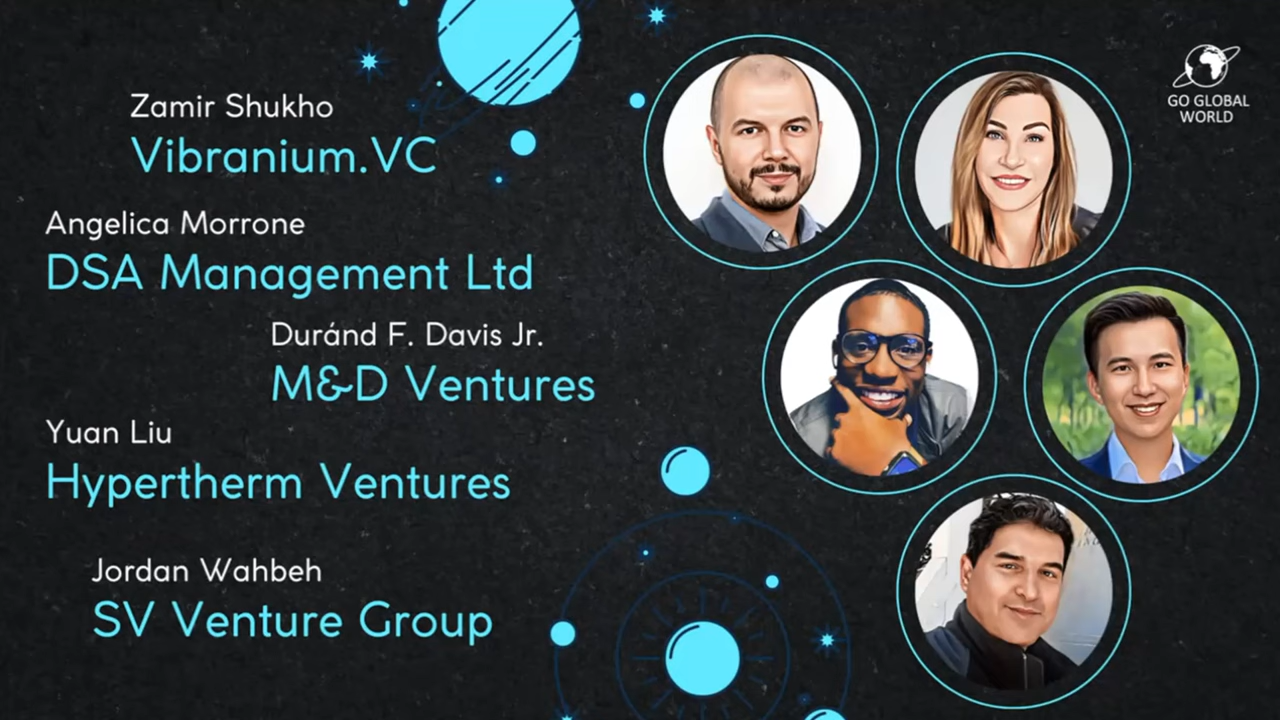 Zamir Shukho
Vibranium.VC
Angelica Morrone
DSA Management Ltd
Duránd F. Davis Jr.
M&D Ventures
Yuan Liu
Hypertherm Ventures
Jordan Wahbeh
SV Venture Group
GO GLOBAL
WORLD